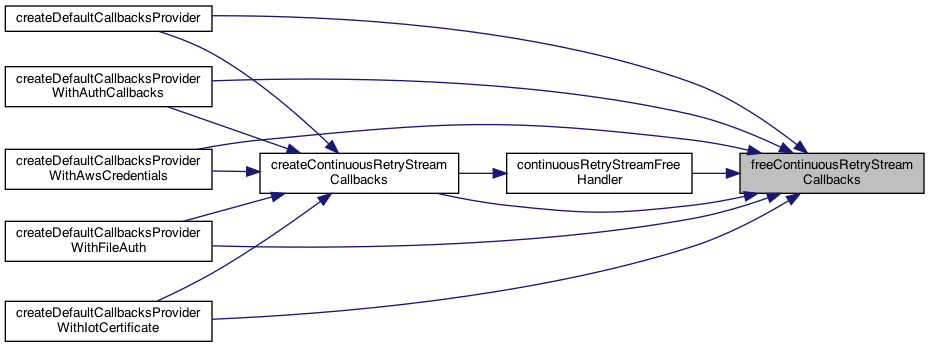 createDefaultCallbacksProvider
createDefaultCallbacksProvider
WithAuthCallbacks
createDefaultCallbacksProvider
WithAwsCredentials
createContinuousRetryStream
Callbacks
continuousRetryStreamFree
Handler
freeContinuousRetryStream
Callbacks
createDefaultCallbacksProvider
WithFileAuth
createDefaultCallbacksProvider
WithIotCertificate